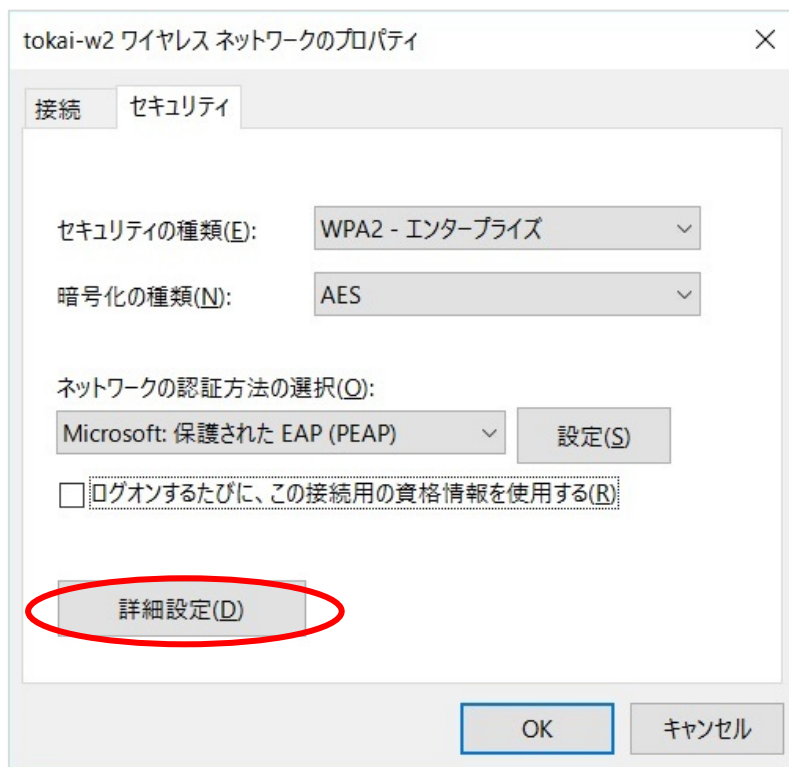 tokai-w2 ワイヤレス ネットワークのプロパティ
接続 セキュリティ
セキュリティの種類(E): WPA2 - エンタープライズ
暗号化の種類(N): AES
ネットワークの認証方法の選択(O):
Microsoft: 保護された EAP (PEAP) 設定(S)
ログオンするたびに、この接続用の資格情報を使用する(R)
詳細設定(D)
OK キャンセル